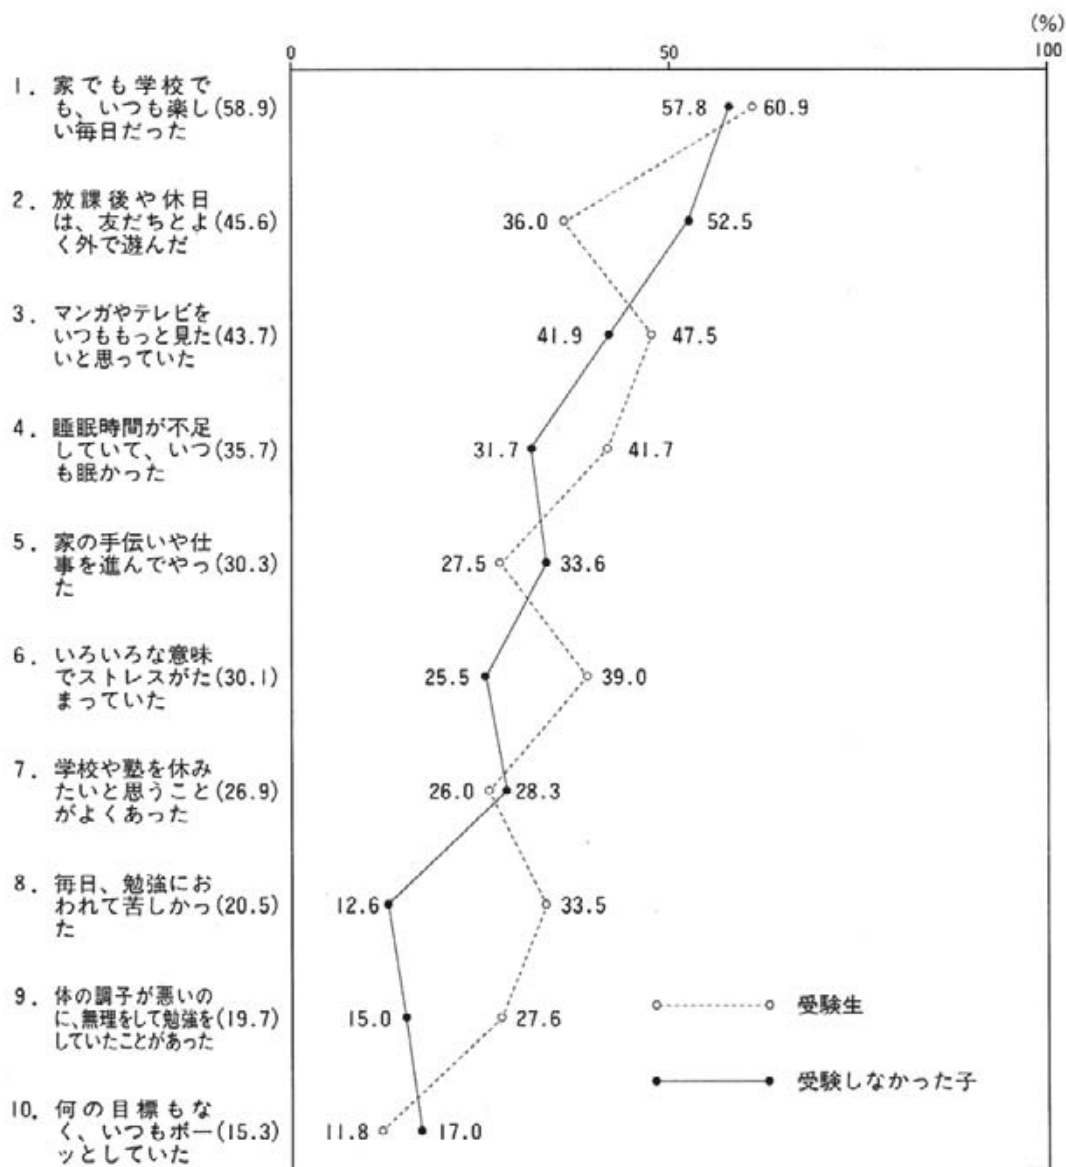 (%)
0 50 100
1. 家でも学校で
も、いつも楽し(58.9)
い毎日だった
57.8 60.9
2. 放課後や休日
は、友だちとよ(45.6)
く外で遊んだ
36.0 52.5
3. マンガやテレビを
いつももっと見た(43.7)
いと思っていた
41.9 47.5
4. 睡眠時間が不足
していて、いつ(35.7)
も眠かった
31.7 41.7
5. 家の手伝いや仕
事を進んでやっ(30.3)
た
27.5 33.6
6. いろいろな意味
でストレスがた(30.1)
まっていた
25.5 39.0
7. 学校や塾を休み
たいと思うこと(26.9)
がよくあった
26.0 28.3
8. 毎日、勉強にお
われて苦しかっ(20.5)
た
12.6 33.5
9. 体の調子が悪いの
に、無理をして勉強を(19.7)
していたことがあった
15.0 27.6
10. 何の目標もな
く、いつもボー(15.3)
ッとしていた
11.8 17.0
受験生
受験しなかった子